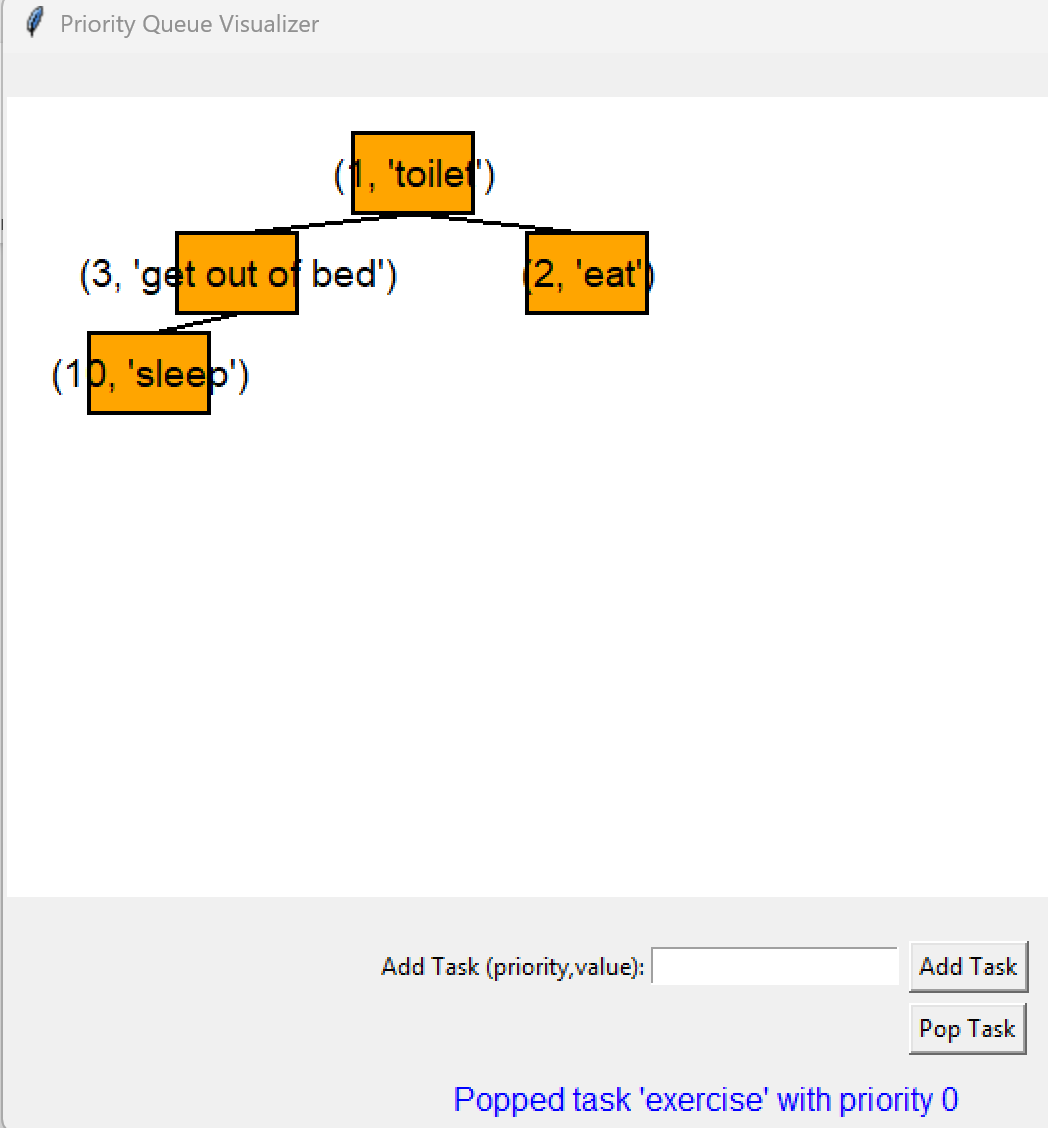 Priority Queue Visualizer
(1, 'toilet')
(3, 'get out of bed') (2, 'eat')
(10, 'sleep')
Add Task (priority,value): Add Task
Pop Task
Popped task 'exercise' with priority 0